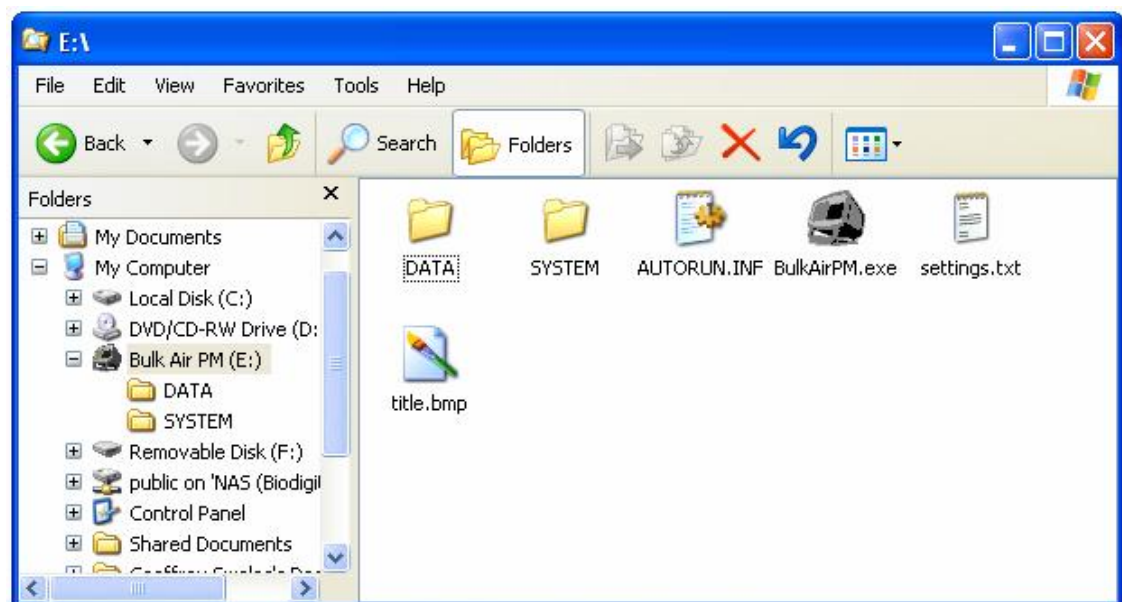 E:\
File Edit View Favorites Tools Help
Back Search Folders
Folders
My Documents
My Computer
Local Disk (C:)
DVD/CD-RW Drive (D:
Bulk Air PM (E:)
DATA
SYSTEM
Removable Disk (F:)
public on 'NAS (Biodigit
Control Panel
Shared Documents
DATA SYSTEM AUTORUN.INF BulkAirPM.exe settings.txt
title.bmp